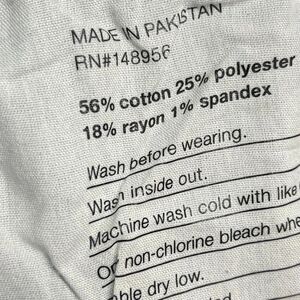 MADE IN PAKISTAN
RN#148956
56% cotton 25% polyester
18% rayon 1% spandex
Wash before wearing.
Wash inside out.
Machine wash cold with like
non-chlorine bleach
dry low.